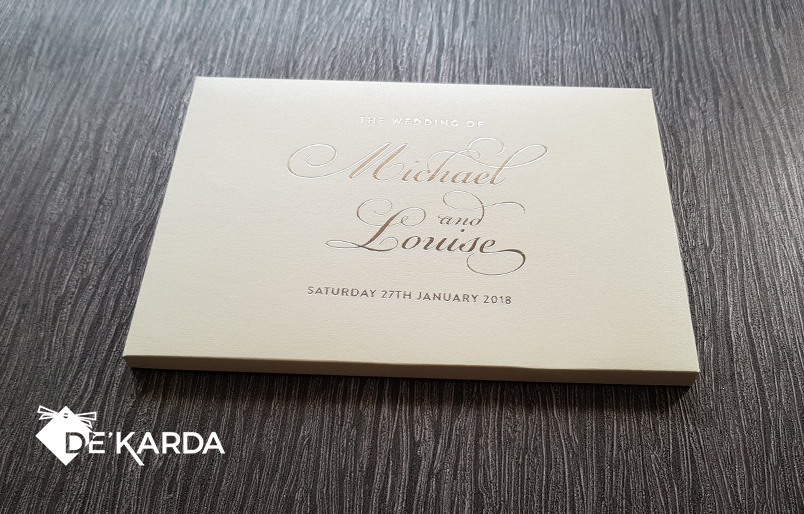 THE WEDDING OF
Michael
and
Louise
SATURDAY 27TH JANUARY 2018
DE'KARDA